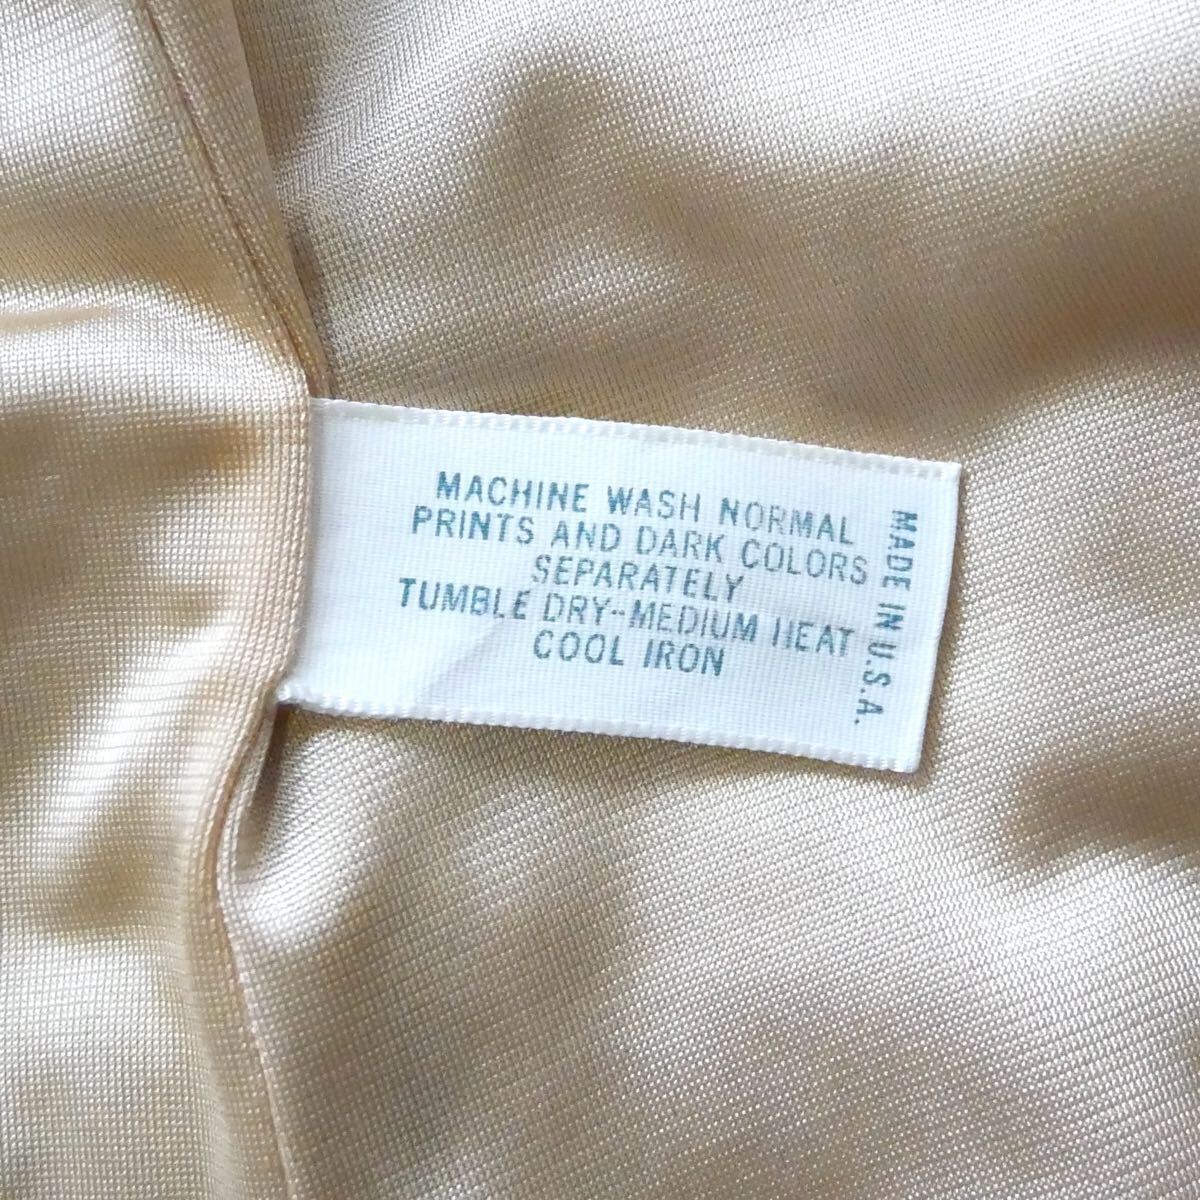 MACHINE WASH NORMAL
PRINTS AND DARK COLORS
SEPARATELY
TUMBLE DRY--MEDIUM HEAT
COOL IRON
MADE IN U.S.A.